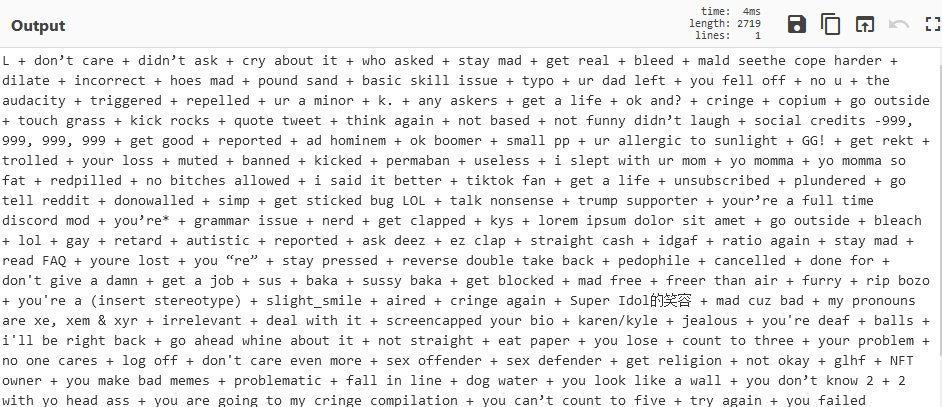 Output
time: 4ms
length: 2719
lines: 1
L + don’t care + didn’t ask + cry about it + who asked + stay mad + get real + bleed + mald seethe cope harder +
dilate + incorrect + hoes mad + pound sand + basic skill issue + typo + ur dad left + you fell off + no u + the
audacity + triggered + repelled + ur a minor + k. + any askers + get a life + ok and? + cringe + copium + go outside
+ touch grass + kick rocks + quote tweet + think again + not based + not funny didn’t laugh + social credits -999,
999, 999, 999 + get good + reported + ad hominem + ok boomer + small pp + ur allergic to sunlight + GG! + get rekt +
trolled + your loss + muted + banned + kicked + permaban + useless + i slept with ur mom + yo momma + yo momma so
fat + redpilled + no bitches allowed + i said it better + tiktok fan + get a life + unsubscribed + plundered + go
tell reddit + donowalled + simp + get sticked bug LOL + talk nonsense + trump supporter + your’re a full time
discord mod + you’re* + grammar issue + nerd + get clapped + kys + lorem ipsum dolor sit amet + go outside + bleach
+ lol + gay + retard + autistic + reported + ask deez + ez clap + straight cash + idgaf + ratio again + stay mad +
read FAQ + youre lost + you “re” + stay pressed + reverse double take back + pedophile + cancelled + done for +
don't give a damn + get a job + sus + baka + sussy baka + get blocked + mad free + freer than air + furry + rip bozo
+ you're a (insert stereotype) + slight_smile + aired + cringe again + Super Idol的笑容 + mad cuz bad + my pronouns
are xe, xem & xyr + irrelevant + deal with it + screencapped your bio + karen/kyle + jealous + you're deaf + balls +
i'll be right back + go ahead whine about it + not straight + eat paper + you lose + count to three + your problem +
no one cares + log off + don't care even more + sex offender + sex defender + get religion + not okay + glhf + NFT
owner + you make bad memes + problematic + fall in line + dog water + you look like a wall + you don’t know 2 + 2
with yo head ass + you are going to my cringe compilation + you can’t count to five + try again + you failed